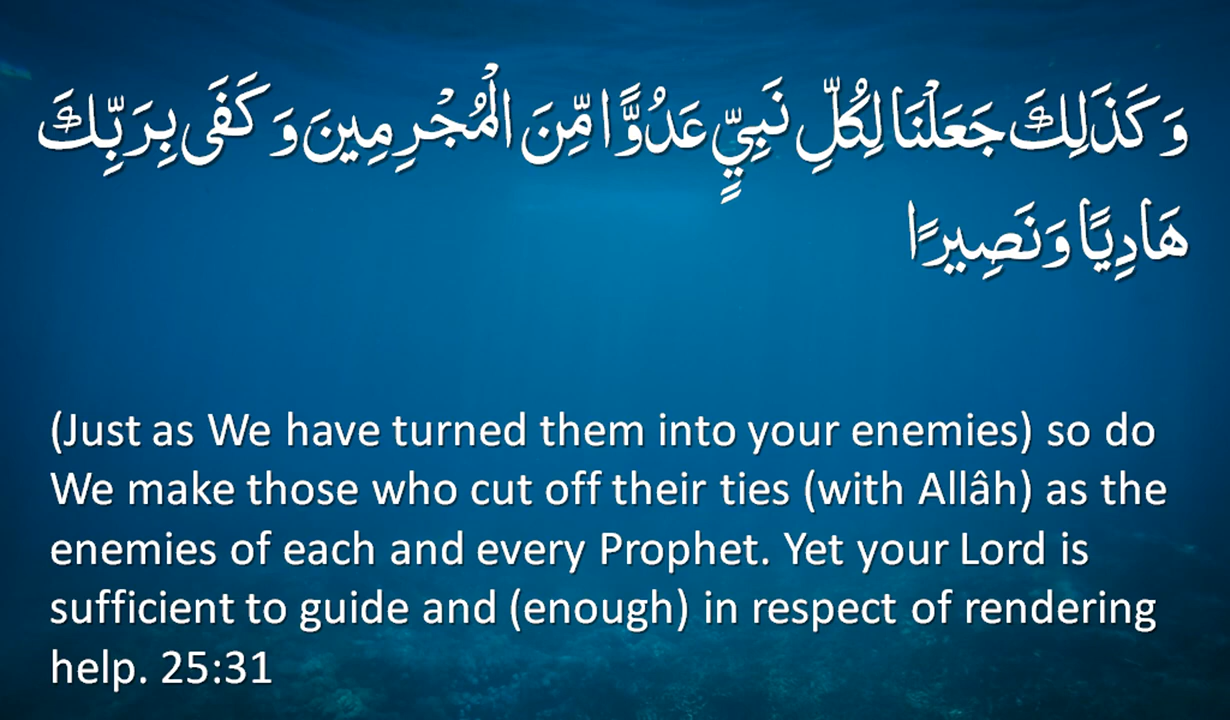 وَ كَذَلِكَ جَعَلْنَا لِكُلِّ نَبِيٍّ عَدُوًّا مِّنَ الْمُجْرِمِينَ وَ كَفَى بِرَبِّكَ
هَادِيًا وَنَصِيرًا
(Just as We have turned them into your enemies) so do
We make those who cut off their ties (with Allâh) as the
enemies of each and every Prophet. Yet your Lord is
sufficient to guide and (enough) in respect of rendering
help. 25:31